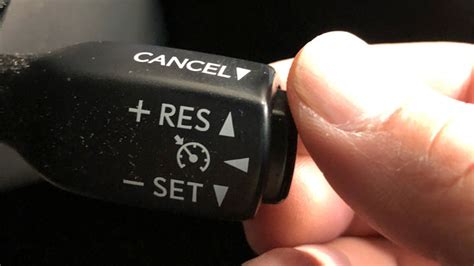 CANCEL▼
+ RES▲
◀
− SET▼